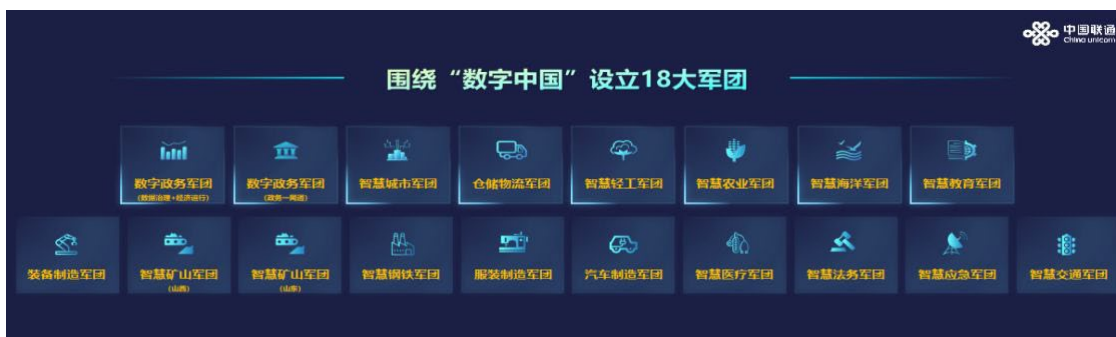 中国联通
China unicom
围绕“数字中国”设立18大军团
数字政务军团
(数据治理+经济运行)
数字政务军团
(政务一网通)
智慧城市军团
仓储物流军团
智慧轻工军团
智慧农业军团
智慧海洋军团
智慧教育军团
装备制造军团
智慧矿山军团
(山西)
智慧矿山军团
(山东)
智慧钢铁军团
服装制造军团
汽车制造军团
智慧医疗军团
智慧法务军团
智慧应急军团
智慧交通军团